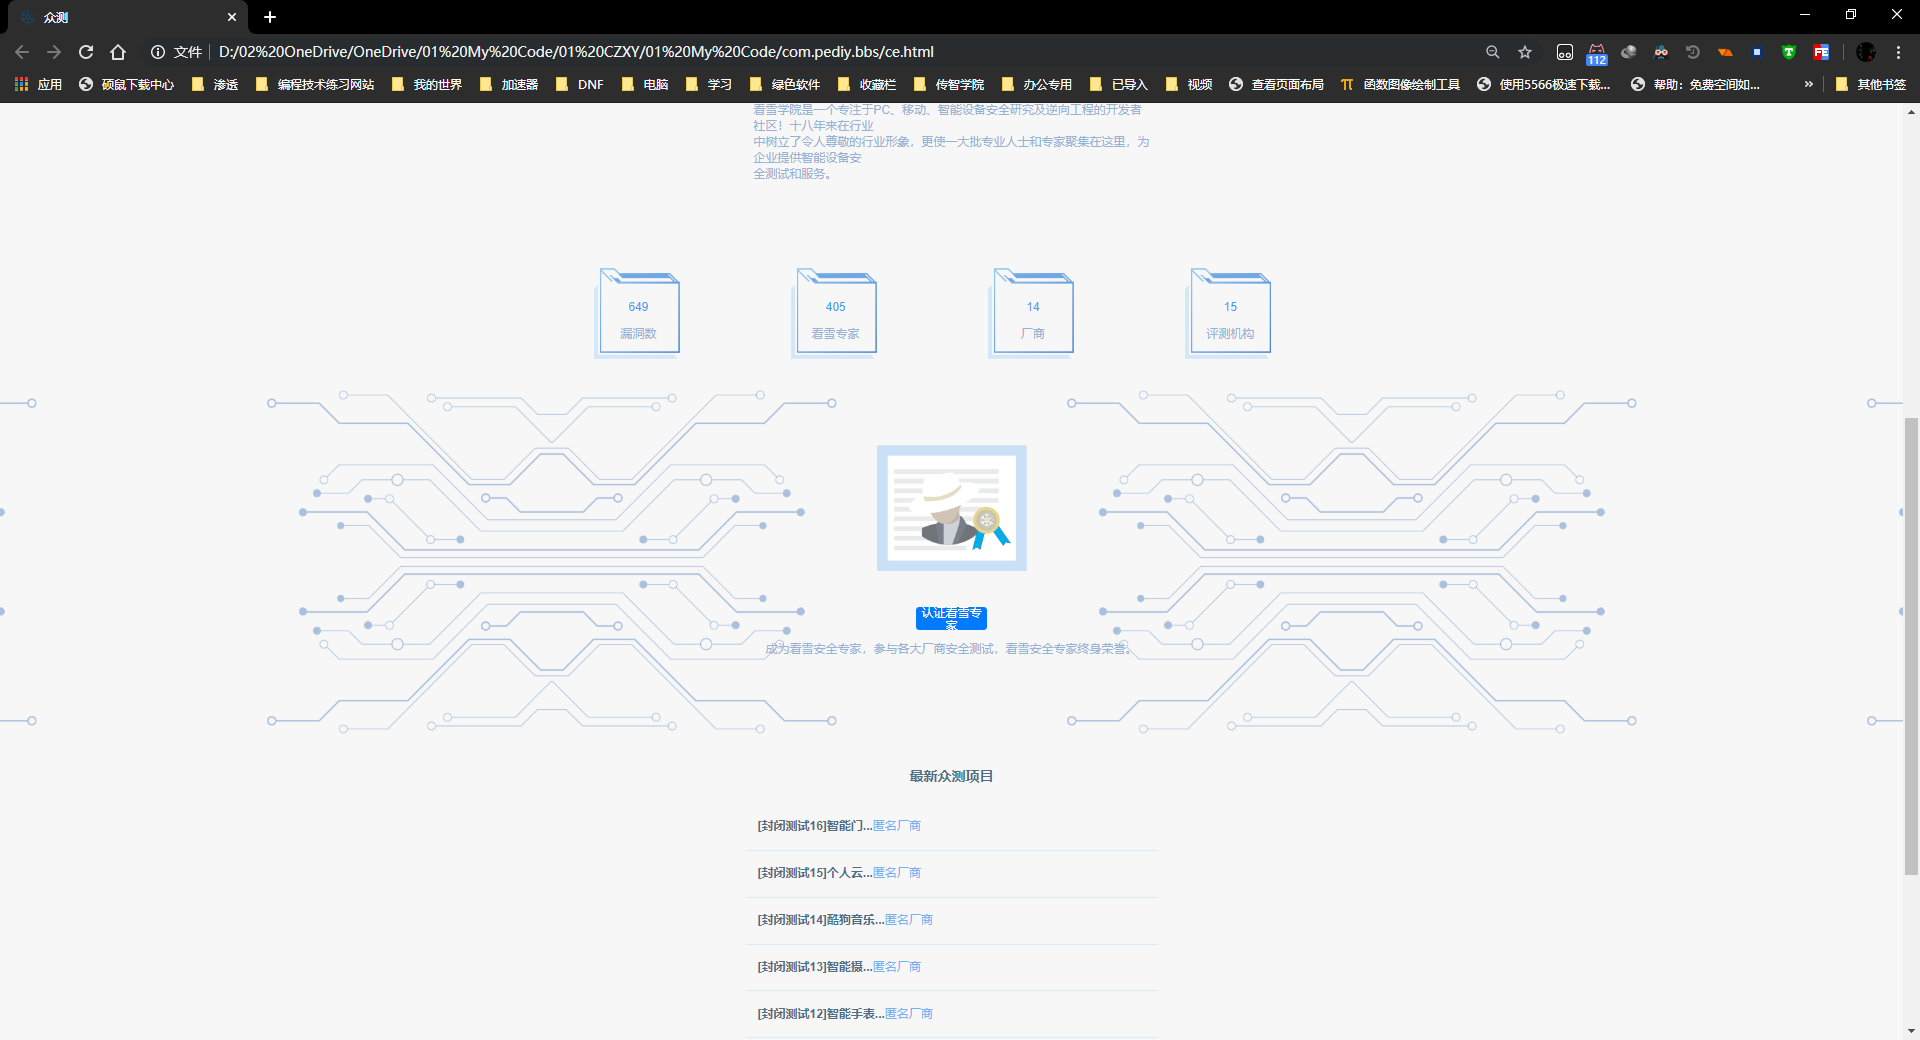 众测
文件 D:/02%20OneDrive/OneDrive/01%20My%20Code/01%20CZXY/01%20My%20Code/com.pediy.bbs/ce.html
112
FE
应用 硕鼠下载中心 渗透 编程技术练习网站 我的世界 加速器 DNF 电脑 学习 绿色软件 收藏栏 传智学院 办公专用 已导入 视频 查看页面布局 函数图像绘制工具 使用5566极速下载... 帮助：免费空间如... » 其他书签
看雪学院是一个专注于PC、移动、智能设备安全研究及逆向工程的开发者
社区！十八年来在行业
中树立了令人尊敬的行业形象，更使一大批专业人士和专家聚集在这里，为
企业提供智能设备安
全测试和服务。
649 405 14 15
漏洞数 看雪专家 厂商 评测机构
认证看雪专
家
成为看雪安全专家，参与各大厂商安全测试，看雪安全专家终身荣誉。
最新众测项目
[封闭测试16]智能门...匿名厂商
[封闭测试15]个人云...匿名厂商
[封闭测试14]酷狗音乐...匿名厂商
[封闭测试13]智能摄...匿名厂商
[封闭测试12]智能手表...匿名厂商